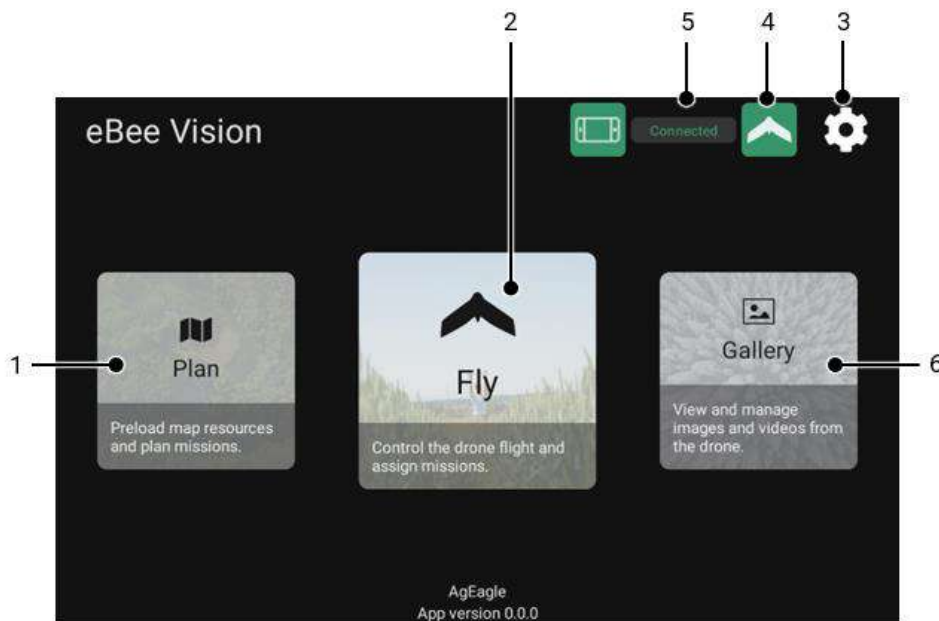 2
5
4
3
eBee Vision
Connected
1
Plan
Preload map resources
and plan missions.
Fly
Control the drone flight and
assign missions.
Gallery
View and manage
images and videos from
the drone.
6
AgEagle
App version 0.0.0